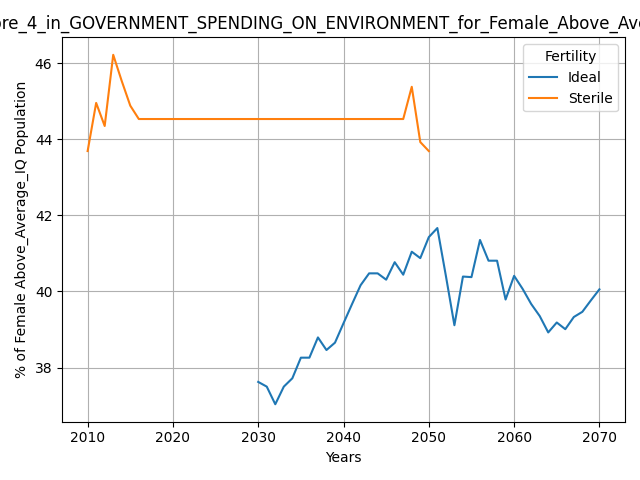 ore_4_in_GOVERNMENT_SPENDING_ON_ENVIRONMENT_for_Female_Above_Ave
% of Female Above_Average_IQ Population
46
44
42
40
38
Fertility
Ideal
Sterile
2010 2020 2030 2040 2050 2060 2070
Years